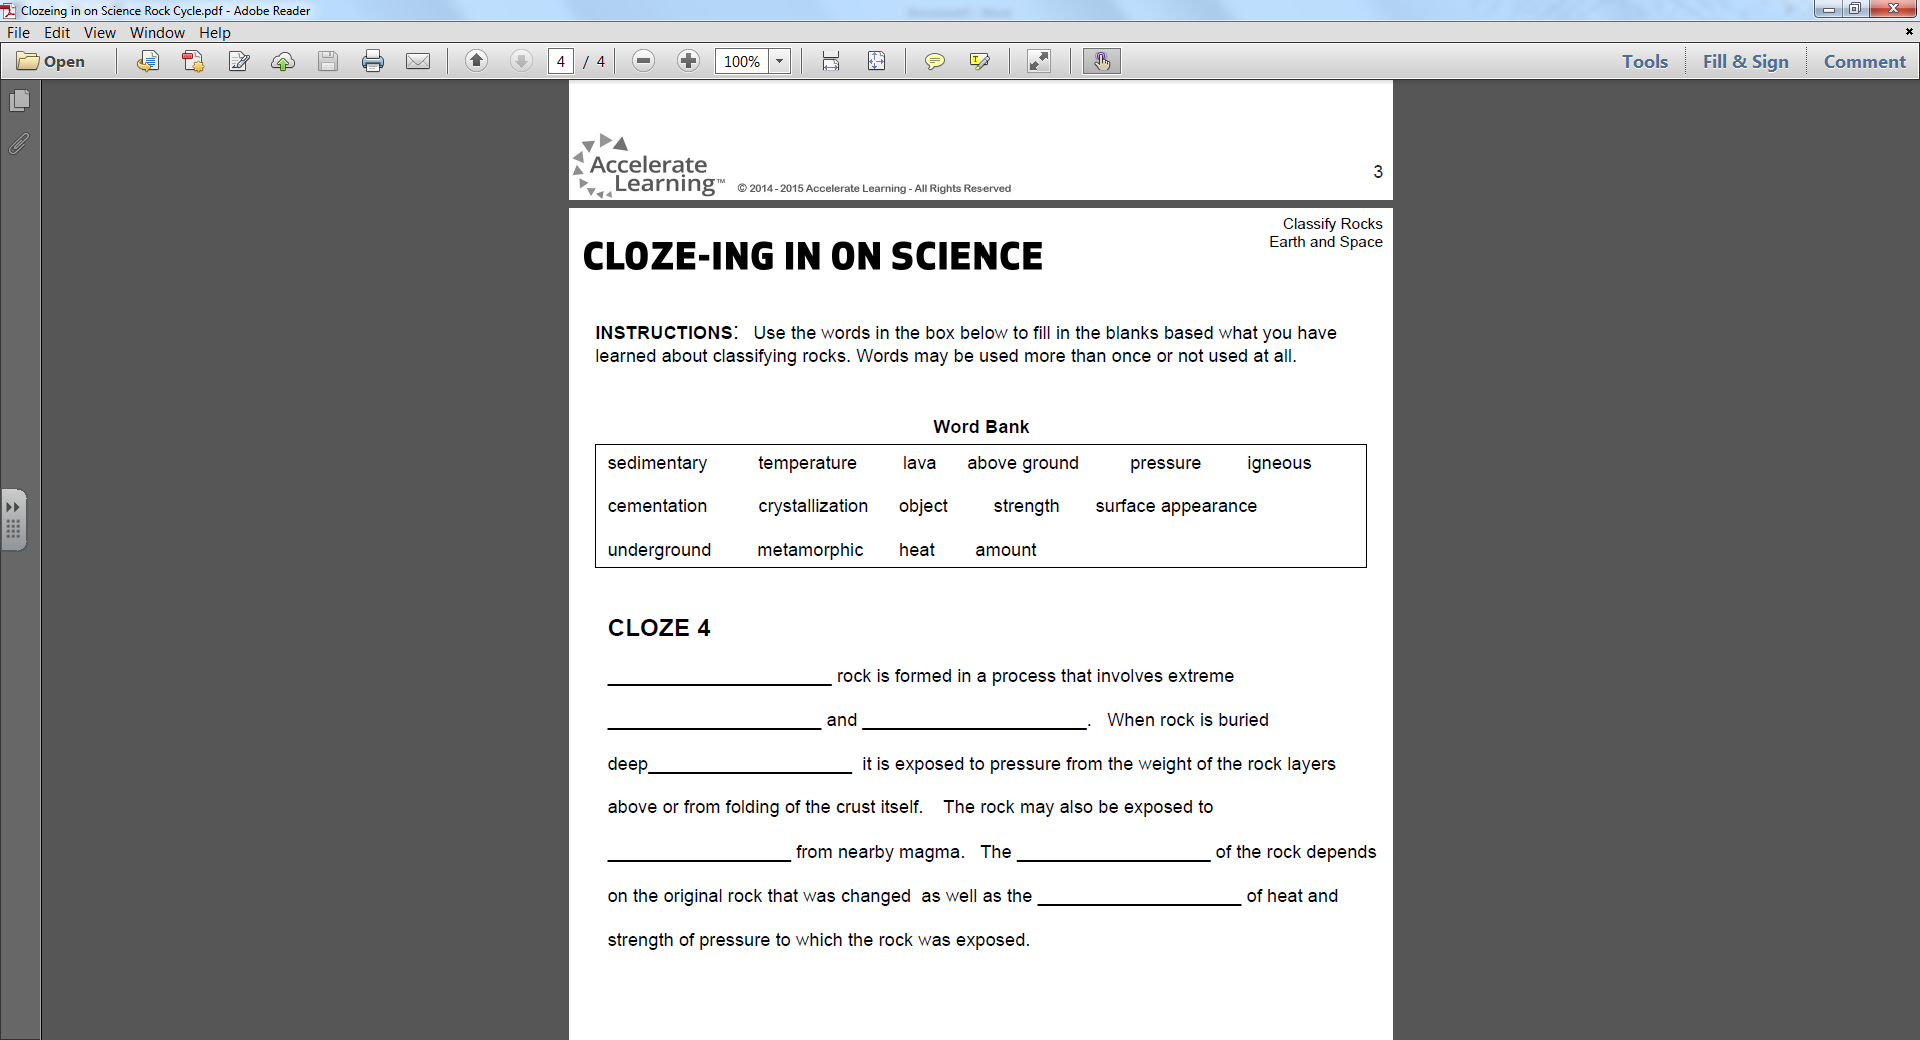 Clozeing in on Science Rock Cycle.pdf - Adobe Reader
File Edit View Window Help
Open 4 / 4 100% Tools Fill & Sign Comment
Accelerate
Learning™ © 2014 - 2015 Accelerate Learning - All Rights Reserved
3
Classify Rocks
Earth and Space
CLOZE-ING IN ON SCIENCE
INSTRUCTIONS: Use the words in the box below to fill in the blanks based what you have
learned about classifying rocks. Words may be used more than once or not used at all.
Word Bank
sedimentary temperature lava above ground pressure igneous
cementation crystallization object strength surface appearance
underground metamorphic heat amount
CLOZE 4
______________________ rock is formed in a process that involves extreme
_____________________ and ______________________. When rock is buried
deep____________________ it is exposed to pressure from the weight of the rock layers
above or from folding of the crust itself. The rock may also be exposed to
__________________ from nearby magma. The ___________________ of the rock depends
on the original rock that was changed as well as the ____________________ of heat and
strength of pressure to which the rock was exposed.